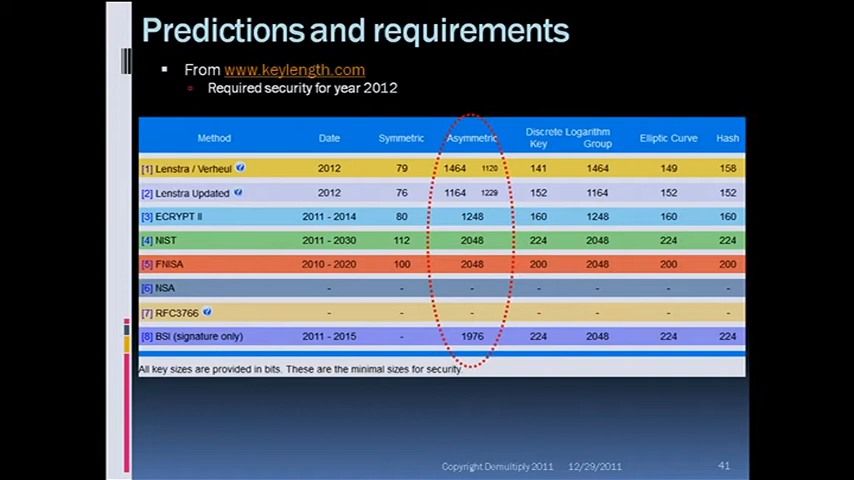 Predictions and requirements
From www.keylength.com
Required security for year 2012
Method Date Symmetric Asymmetric Discrete Logarithm Key Group Elliptic Curve Hash
[1] Lenstra / Verheul ? 2012 79 1464 1120 141 1464 149 158
[2] Lenstra Updated ? 2012 76 1164 1229 152 1164 152 152
[3] ECRYPT II 2011 - 2014 80 1248 160 1248 160 160
[4] NIST 2011 - 2030 112 2048 224 2048 224 224
[5] FNISA 2010 - 2020 100 2048 200 2048 200 200
[6] NSA - - - - - - -
[7] RFC3766 ? - - - - - - -
[8] BSI (signature only) 2011 - 2015 - 1976 224 2048 224 224
All key sizes are provided in bits. These are the minimal sizes for security.
Copyright Demultiply 2011 12/29/2011 41